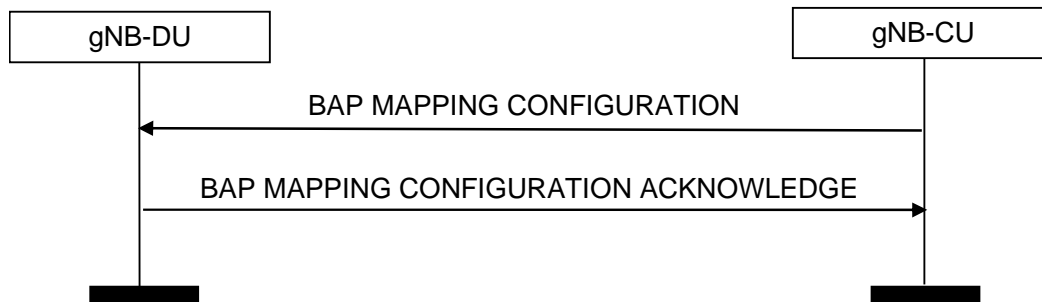 gNB-DU
gNB-CU
BAP MAPPING CONFIGURATION
BAP MAPPING CONFIGURATION ACKNOWLEDGE